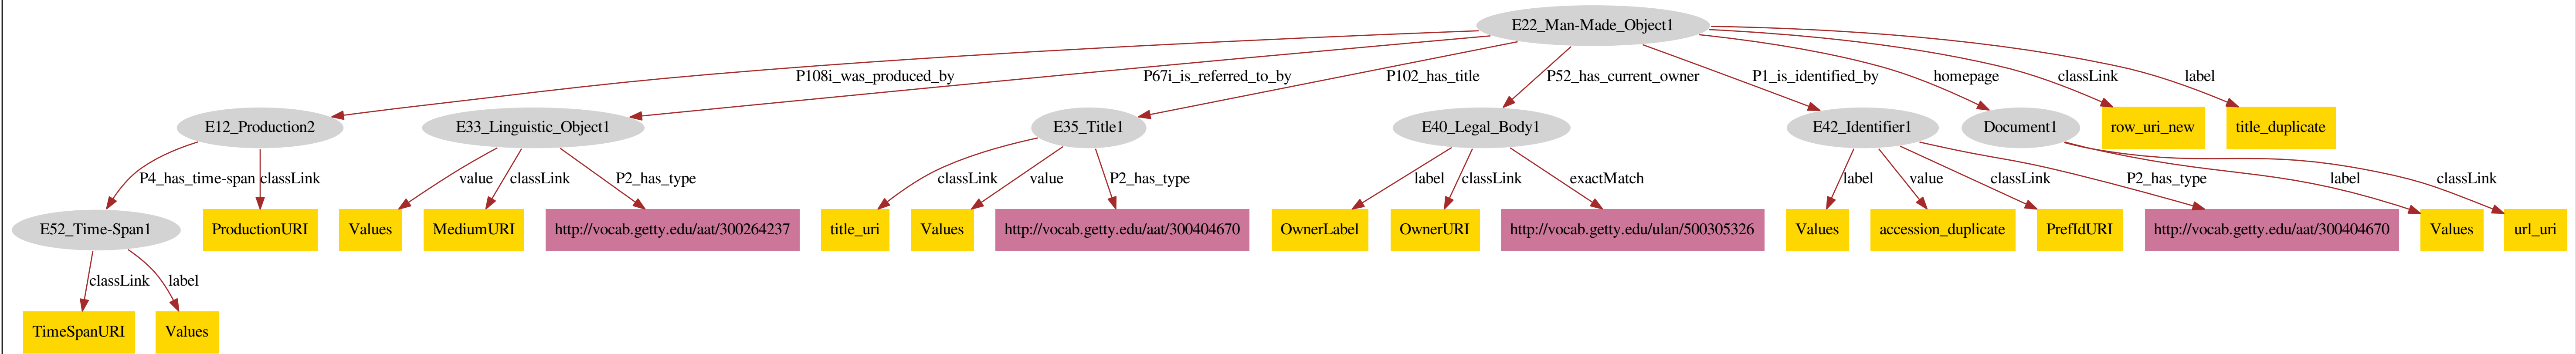 E22_Man-Made_Object1
P108i_was_produced_by
P67i_is_referred_to_by
P102_has_title
P52_has_current_owner
P1_is_identified_by
homepage
classLink
label
E12_Production2
E33_Linguistic_Object1
E35_Title1
E40_Legal_Body1
E42_Identifier1
Document1
row_uri_new
title_duplicate
P4_has_time-span
classLink
value
classLink
P2_has_type
classLink
value
P2_has_type
label
classLink
exactMatch
label
value
classLink
P2_has_type
label
classLink
E52_Time-Span1
ProductionURI
Values
MediumURI
http://vocab.getty.edu/aat/300264237
title_uri
Values
http://vocab.getty.edu/aat/300404670
OwnerLabel
OwnerURI
http://vocab.getty.edu/ulan/500305326
Values
accession_duplicate
PrefIdURI
http://vocab.getty.edu/aat/300404670
Values
url_uri
classLink
label
TimeSpanURI
Values